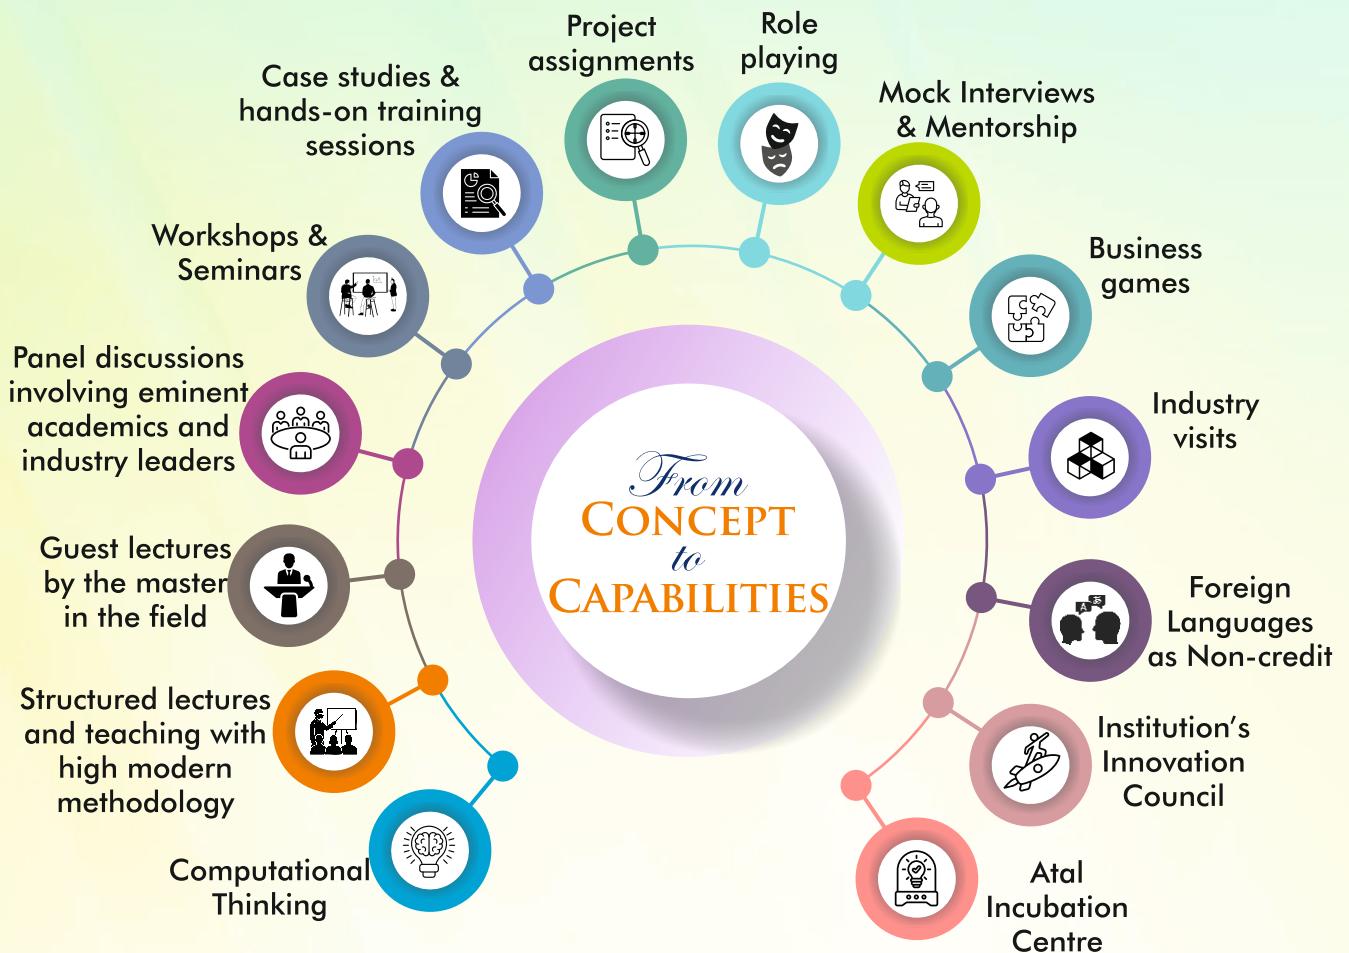 Project
assignments
Role
playing
Case studies &
hands-on training
sessions
Mock Interviews
& Mentorship
Workshops &
Seminars
Business
games
Panel discussions
involving eminent
academics and
industry leaders
Industry
visits
From
CONCEPT
to
CAPABILITIES
Guest lectures
by the master
in the field
Foreign
Languages
as Non-credit
Structured lectures
and teaching with
high modern
methodology
Institution’s
Innovation
Council
Computational
Thinking
Atal
Incubation
Centre